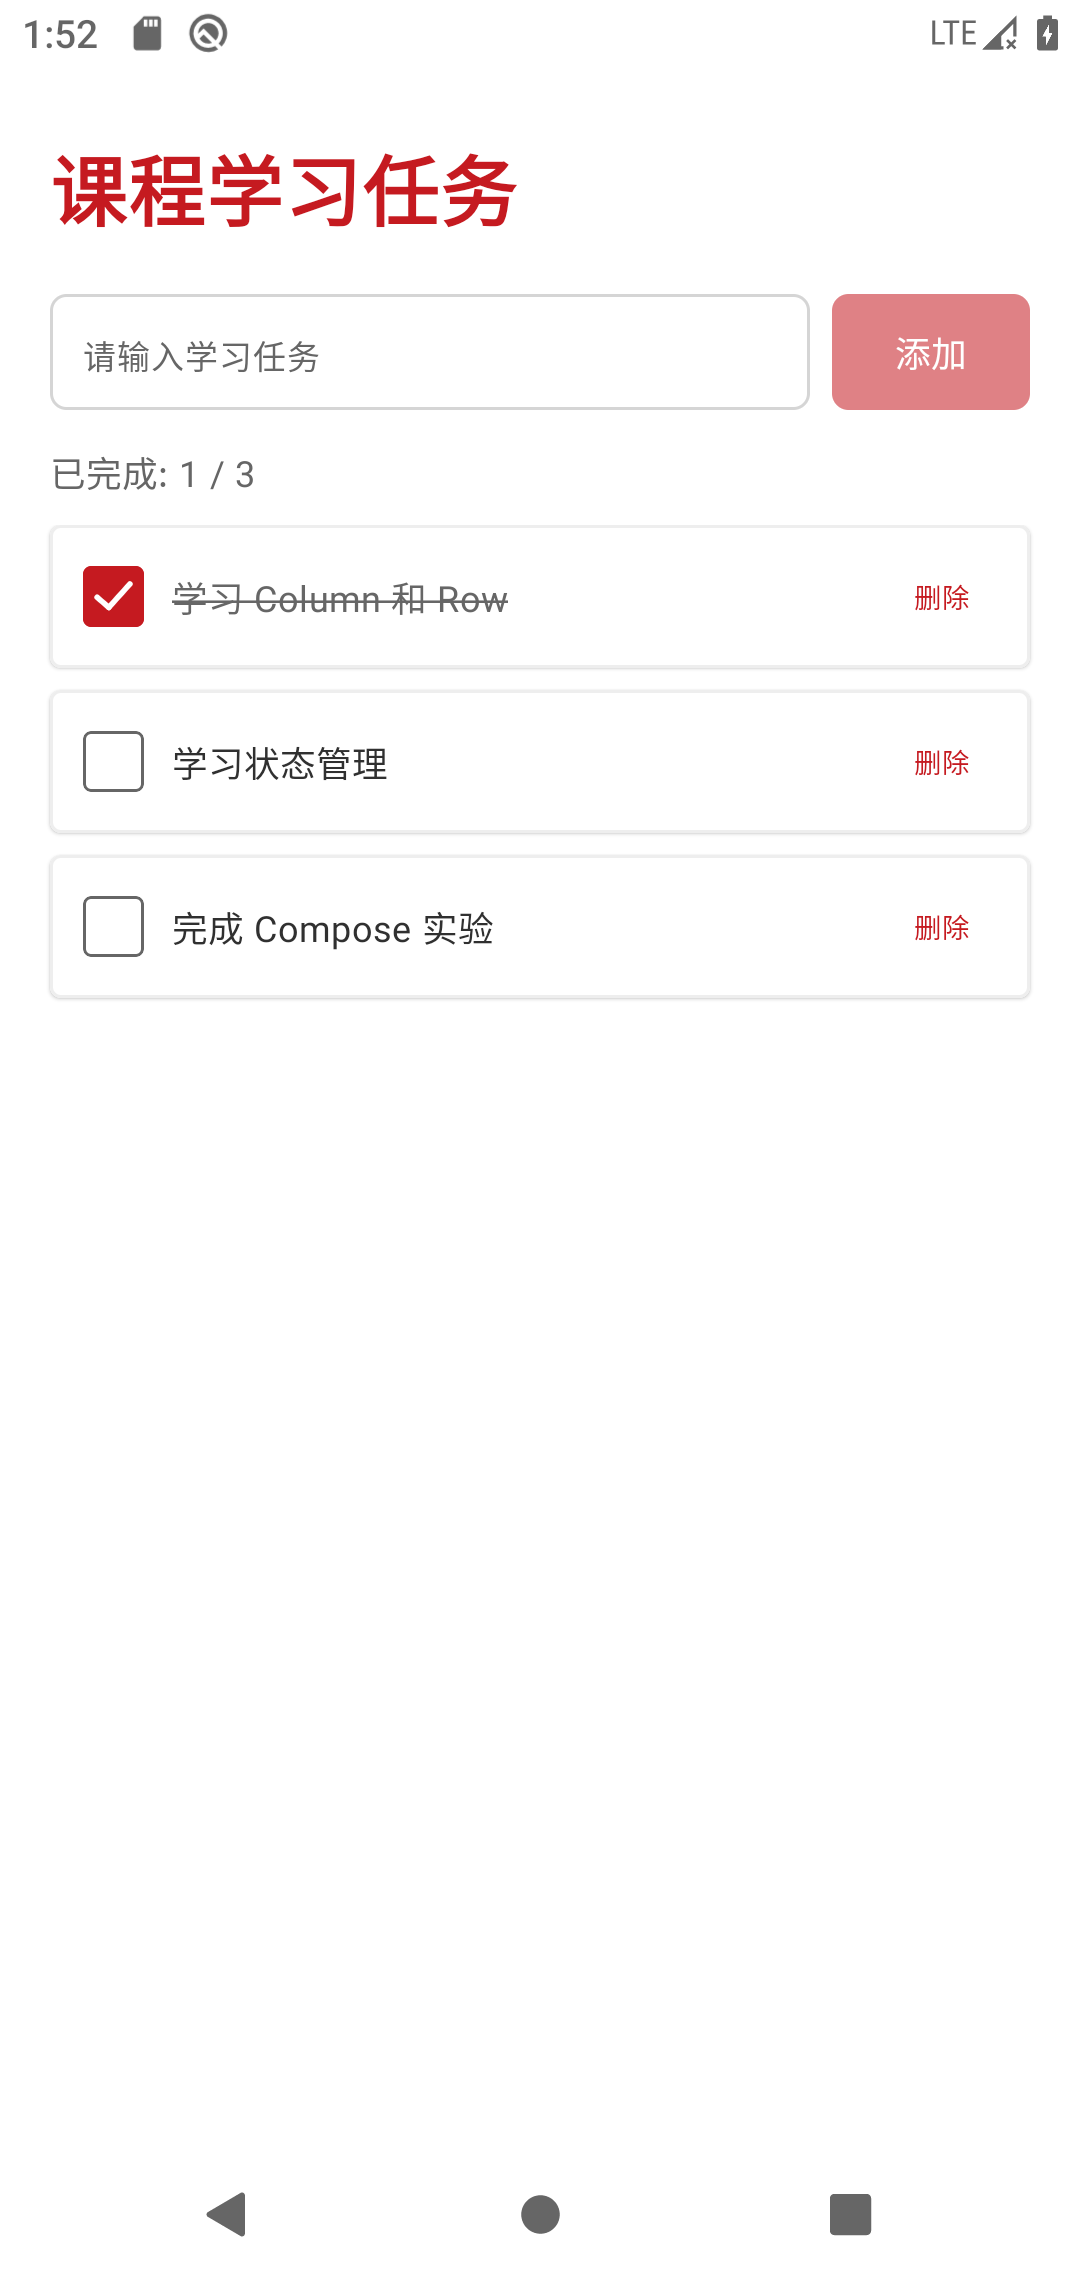 1:52 LTE
课程学习任务
请输入学习任务 添加
已完成: 1 / 3
学习 Column 和 Row 删除
学习状态管理 删除
完成 Compose 实验 删除